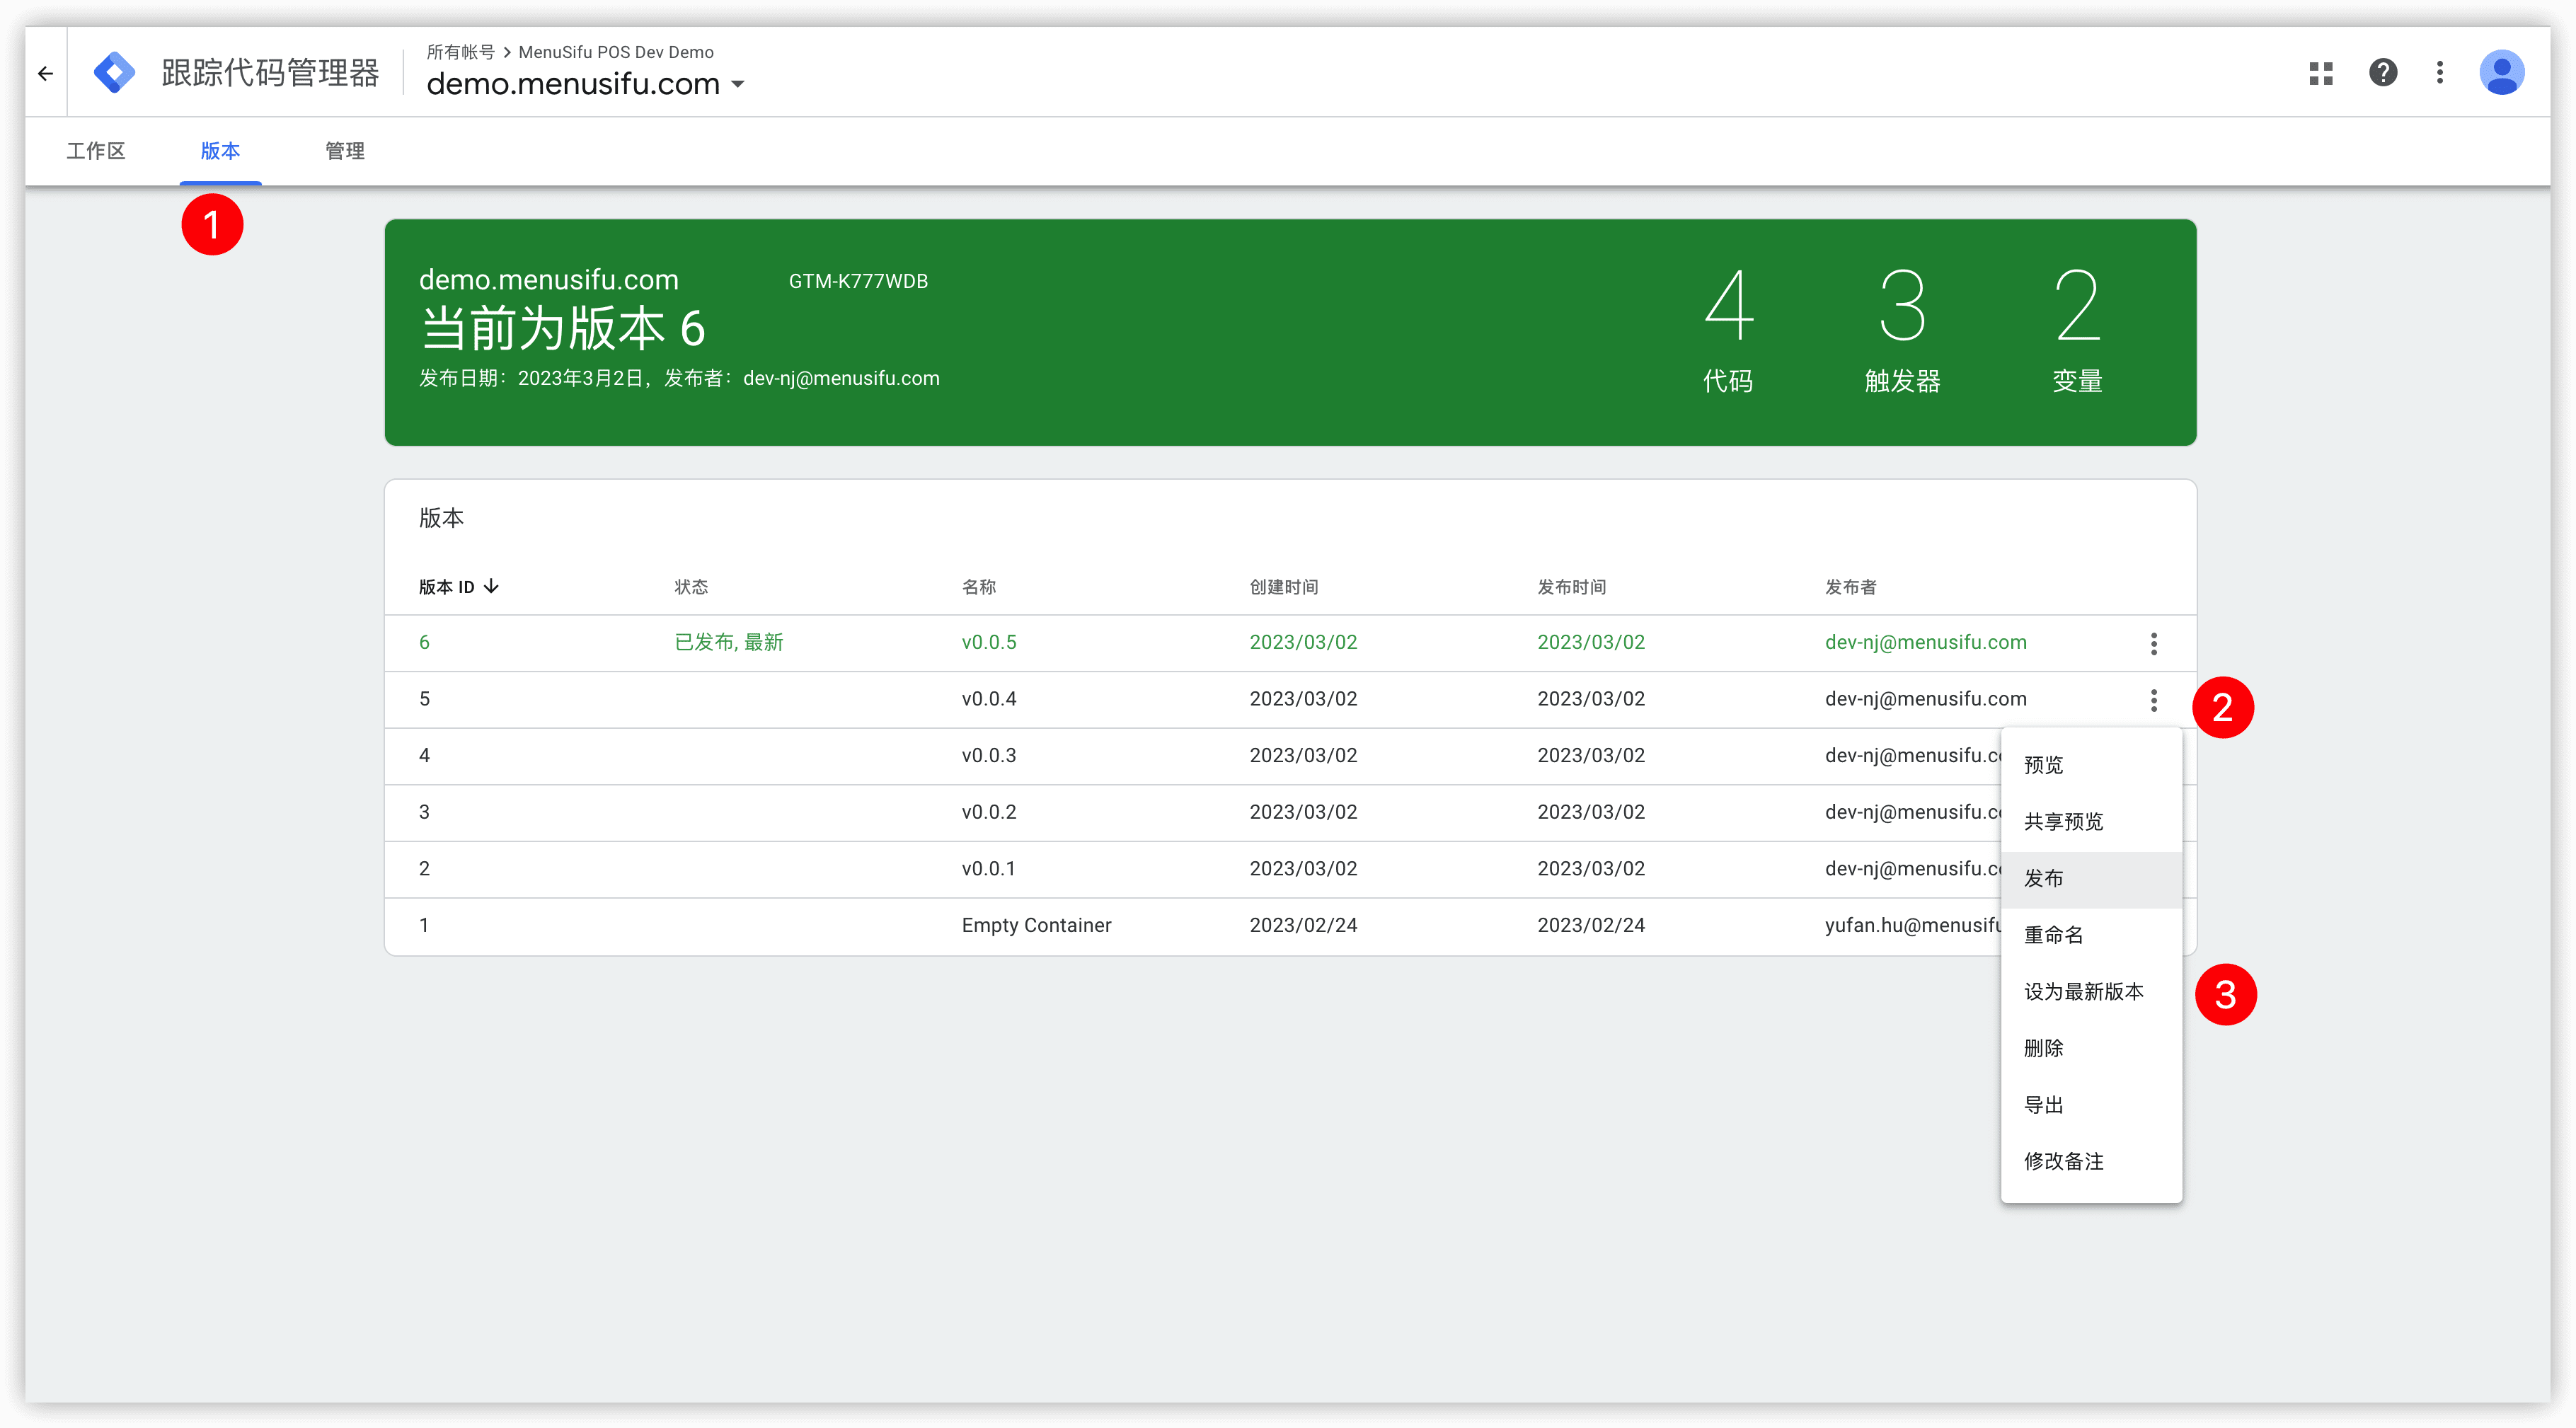 所有帐号 > MenuSifu POS Dev Demo
跟踪代码管理器
demo.menusifu.com
工作区 版本 管理
1
demo.menusifu.com GTM-K777WDB
当前为版本 6
发布日期：2023年3月2日，发布者：dev-nj@menusifu.com
4 3 2
代码 触发器 变量
版本
版本 ID 状态 名称 创建时间 发布时间 发布者
6 已发布, 最新 v0.0.5 2023/03/02 2023/03/02 dev-nj@menusifu.com
5 v0.0.4 2023/03/02 2023/03/02 dev-nj@menusifu.com
2
4 v0.0.3 2023/03/02 2023/03/02 dev-nj@menusifu.c
3 v0.0.2 2023/03/02 2023/03/02 dev-nj@menusifu.c
2 v0.0.1 2023/03/02 2023/03/02 dev-nj@menusifu.c
1 Empty Container 2023/02/24 2023/02/24 yufan.hu@menusifu
预览
共享预览
发布
重命名
设为最新版本
3
删除
导出
修改备注